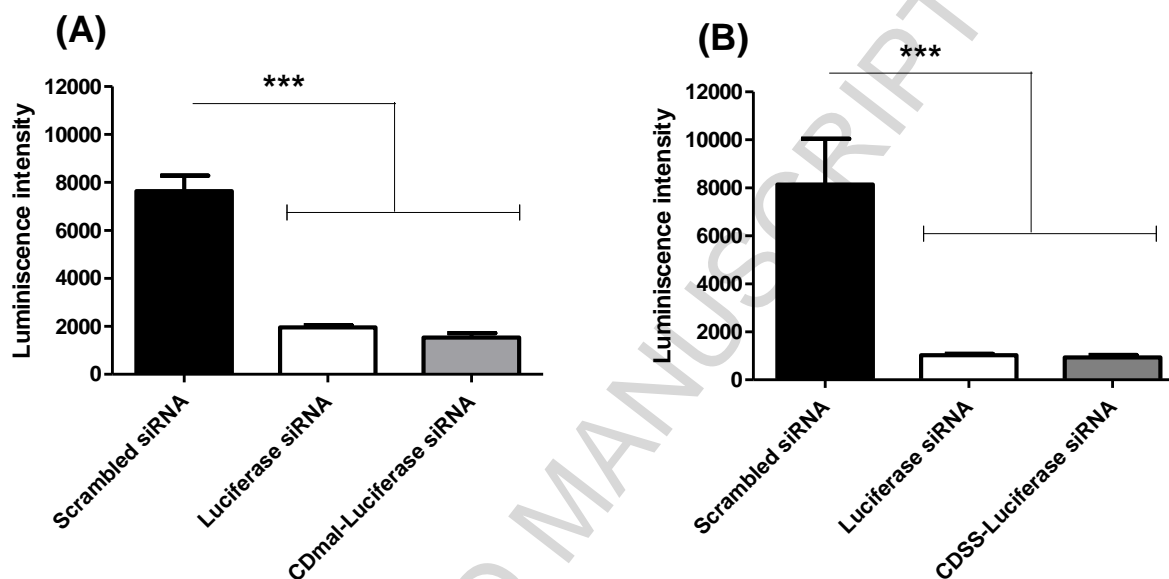 (A)
***
12000
10000
8000
6000
4000
2000
0
Luminiscence intensity
Scrambled siRNA
Luciferase siRNA
CDmal-Luciferase siRNA
(B)
***
12000
10000
8000
6000
4000
2000
0
Luminiscence intensity
Scrambled siRNA
Luciferase siRNA
CDSS-Luciferase siRNA
D MANUSCRIPT